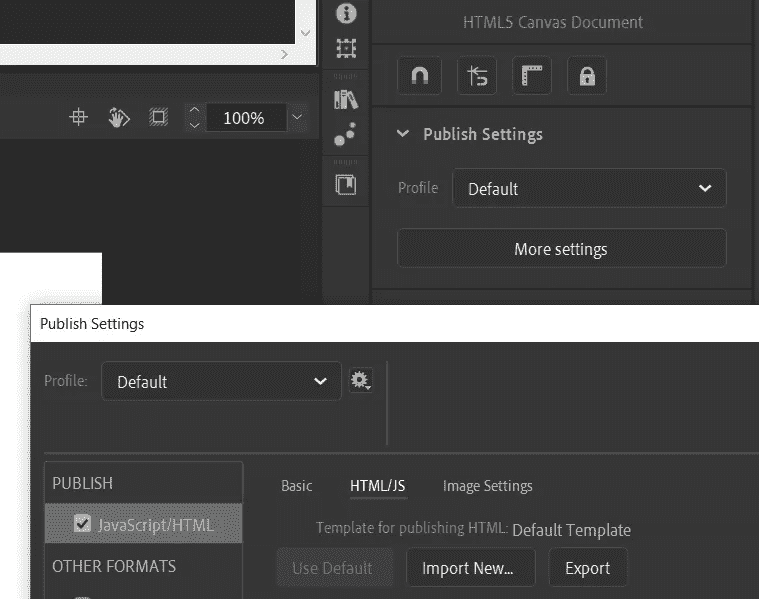 HTML5 Canvas Document
100%
Publish Settings
Profile Default
More settings
Publish Settings
Profile: Default
PUBLISH
Basic HTML/JS Image Settings
JavaScript/HTML
Template for publishing HTML: Default Template
OTHER FORMATS
Use Default Import New... Export